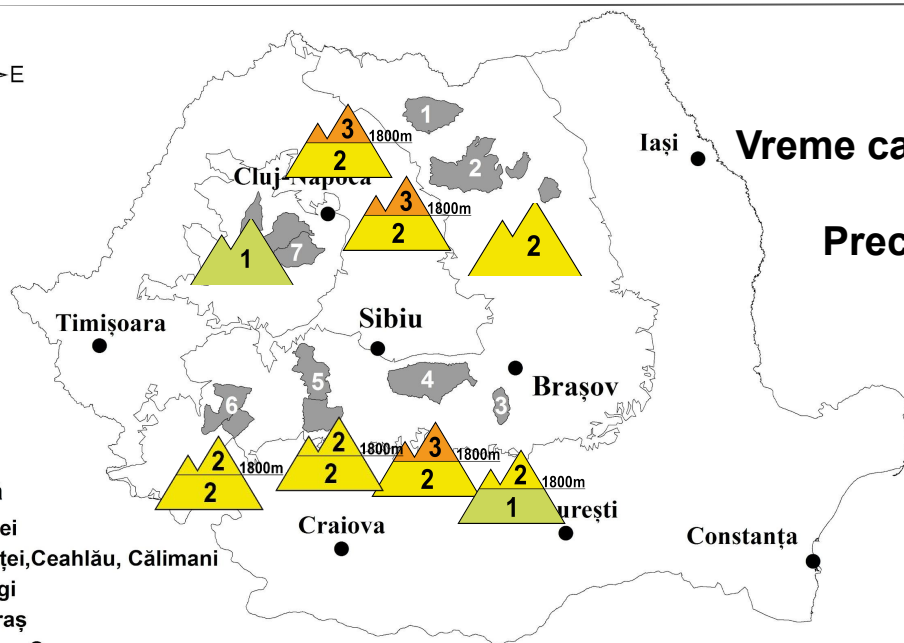 E
1
3
1800m
2
Iași
Vreme ca
2
Cluj-Napoca
3
1800m
2
2
Prec
1
7
Timișoara
Sibiu
5
4
Brașov
6
3
2
1800m
2
2
1800m
2
3
1800m
2
2
1800m
1
urești
Craiova
Constanța
ei
ței,Ceahlău, Călimani
gi
raș